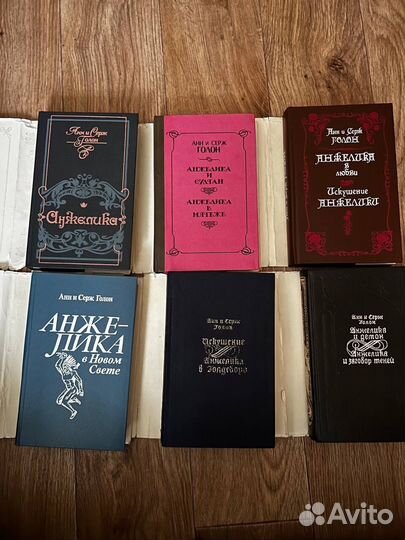 Анн и Серж
Голон
Анжелика
АНН И СЕРЖ
ГОЛОН
АНЖЕЛИКА И
СУЛТАН
АНЖЕЛИКА В
МЯТЕЖЕ
Анн и Серж
ГОЛОН
АНЖЕЛИКА
В
ЛЮБВИ
Искушение
АНЖЕЛИКИ
Анн и Серж Голон
АНЖЕ-
ЛИКА
в Новом
Свете
Анн и Серж
Голон
Искушение
Анжелика
в Голдсборо
Анн и Серж
Голон
Анжелика
и демон
Анжелика
и заговор теней
Avito